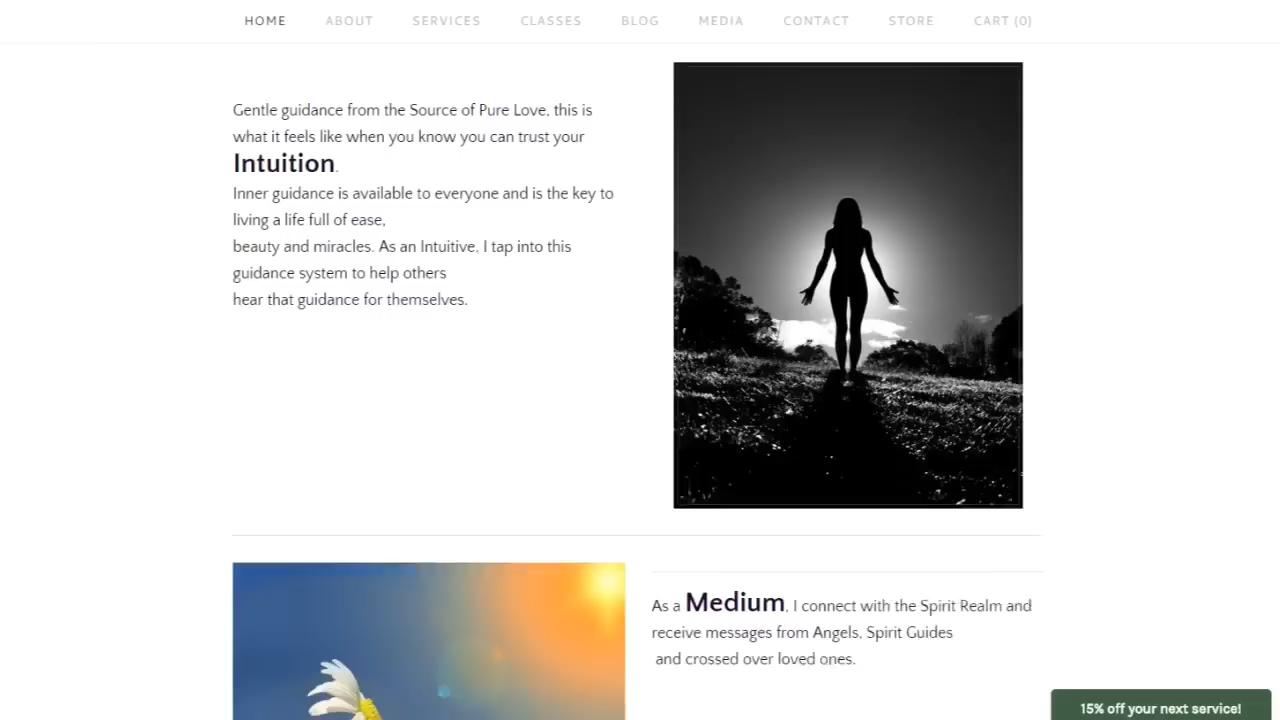 HOME ABOUT SERVICES CLASSES BLOG MEDIA CONTACT STORE CART (0)
Gentle guidance from the Source of Pure Love, this is
what it feels like when you know you can trust your
Intuition.
Inner guidance is available to everyone and is the key to
living a life full of ease,
beauty and miracles. As an Intuitive, I tap into this
guidance system to help others
hear that guidance for themselves.
As a Medium, I connect with the Spirit Realm and
receive messages from Angels, Spirit Guides
and crossed over loved ones.
15% off your next service!